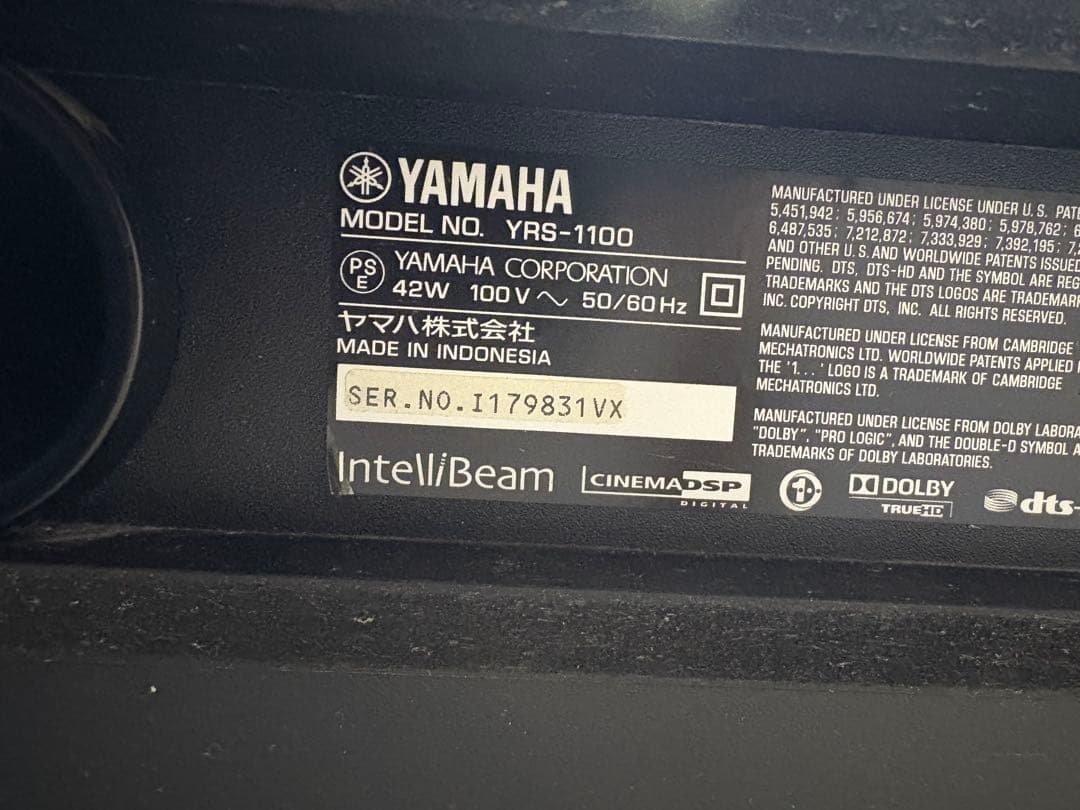 YAMAHA
MODEL NO. YRS-1100
PS E
YAMAHA CORPORATION
42W 100V ~ 50/60Hz
ヤマハ株式会社
MADE IN INDONESIA
SER.NO.I179831VX
IntelliBeam
CINEMA DSP
DIGITAL
MANUFACTURED UNDER LICENSE UNDER U.S.
5,451,942; 5,956,674; 5,974,380; 5,978,762;
6,487,535; 7,212,872; 7,333,929; 7,392,195;
AND OTHER U.S. AND WORLDWIDE PATENTS ISSUED
PENDING. DTS, DTS-HD AND THE SYMBOL ARE
TRADEMARKS AND THE DTS LOGOS ARE
INC. COPYRIGHT DTS, INC. ALL RIGHTS RESERVED.
MANUFACTURED UNDER LICENSE FROM CAMBRIDGE
MECHATRONICS LTD. WORLDWIDE PATENTS APPLIED
THE '1...' LOGO IS A TRADEMARK OF CAMBRIDGE
MECHATRONICS LTD.
MANUFACTURED UNDER LICENSE FROM DOLBY
"DOLBY", "PRO LOGIC", AND THE DOUBLE-D SYMBOL
TRADEMARKS OF DOLBY LABORATORIES.
1
DOLBY
TRUEHD
dts-